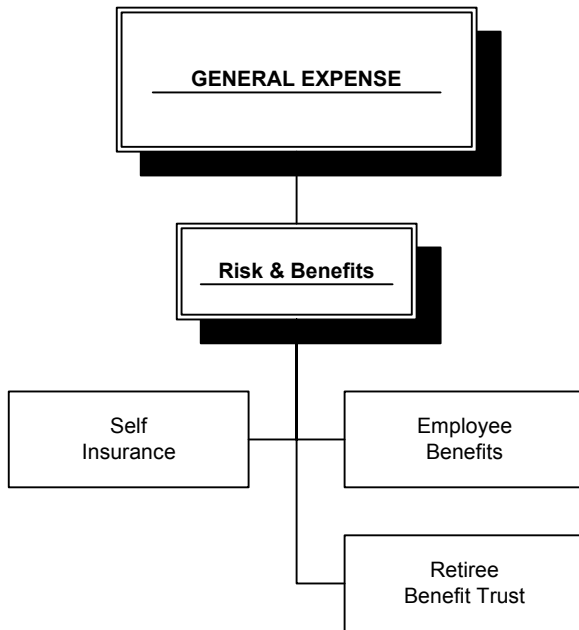 GENERAL EXPENSE
Risk & Benefits
Self
Insurance
Employee
Benefits
Retiree
Benefit Trust